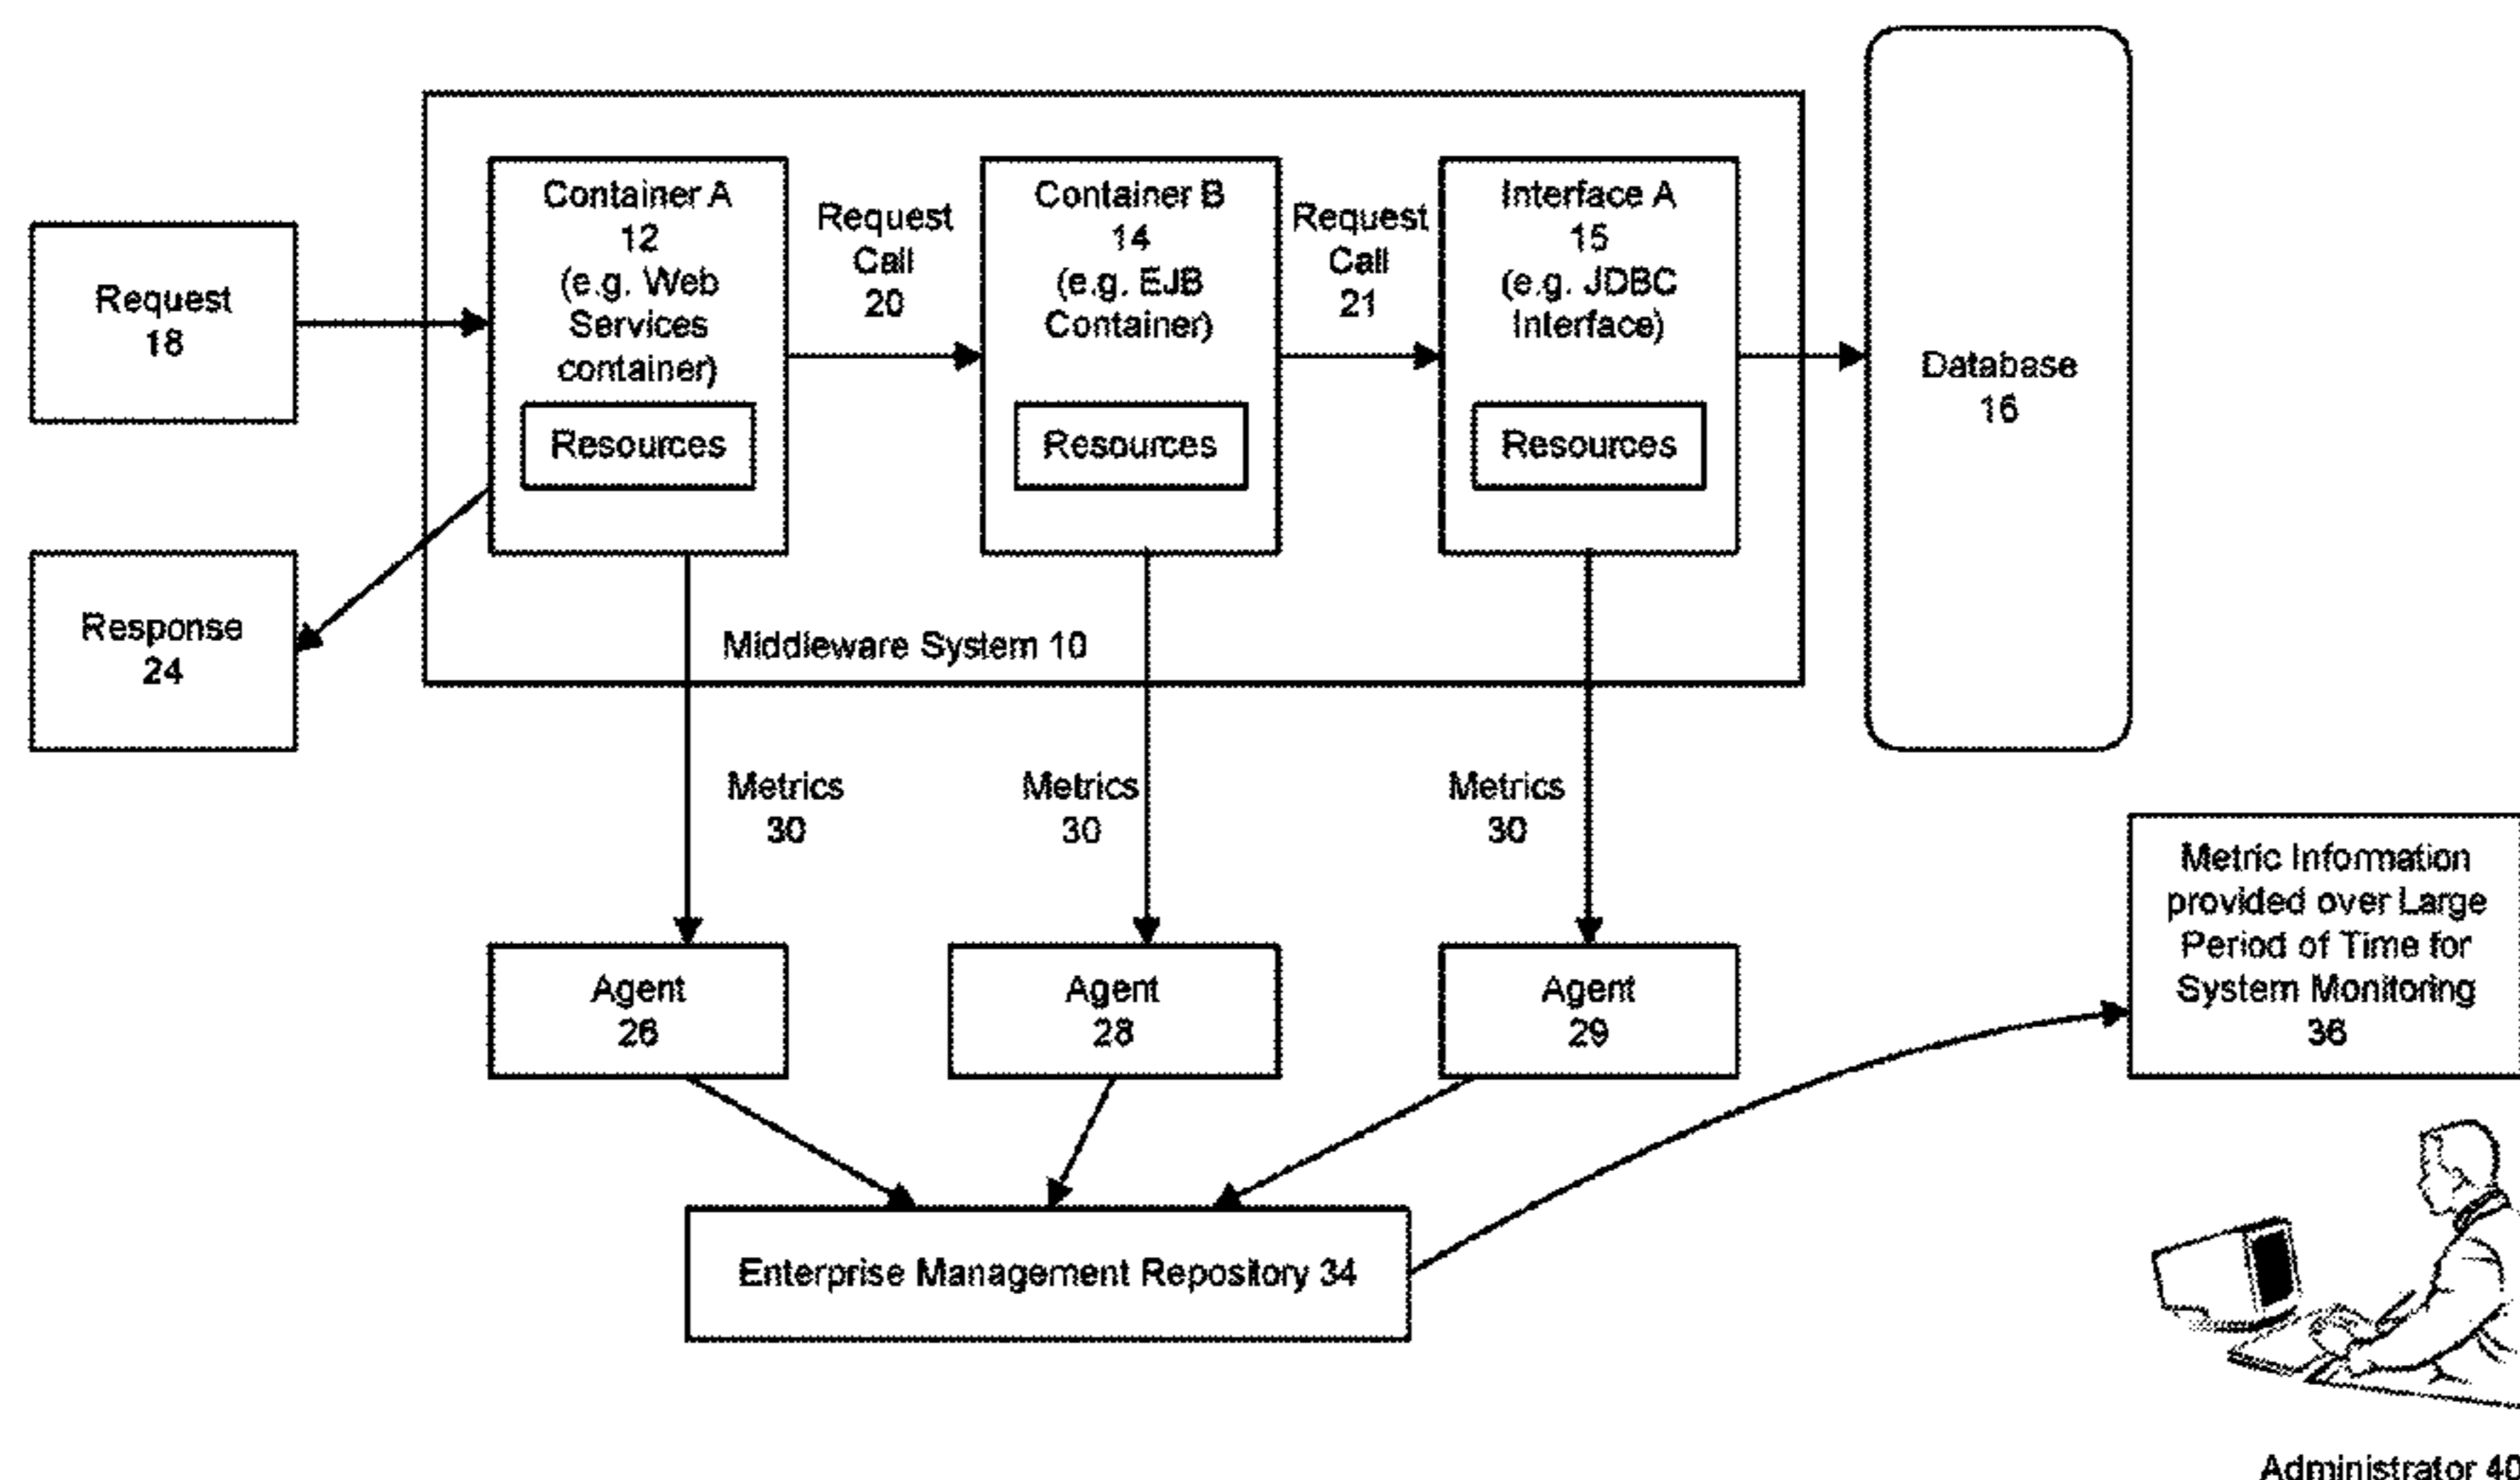 Container A
12
(e.g. Web
Services
container)
Resources
Request
Call
20
Container B
14
(e.g. EJB
Container)
Resources
Request
Call
21
Interface A
15
(e.g. JDBC
Interface)
Resources
Request
18
Database
16
Response
24
Middleware System 10
Metrics
30
Metrics
30
Metrics
30
Metric Information
provided over Large
Period of Time for
System Monitoring
36
Agent
26
Agent
28
Agent
29
Enterprise Management Repository 34
Administrator 40